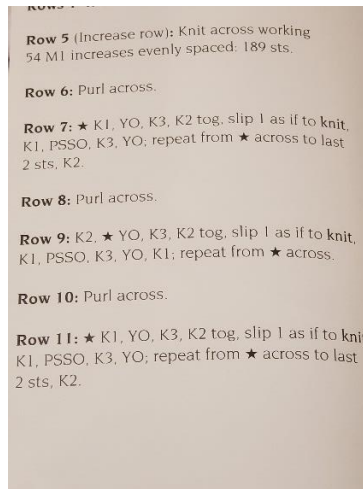 Row 5 (Increase row): Knit across working
54 M1 increases evenly spaced: 189 sts.
Row 6: Purl across.
Row 7: ★ K1, YO, K3, K2 tog, slip 1 as if to knit,
K1, PSSO, K3, YO; repeat from ★ across to last
2 sts, K2.
Row 8: Purl across.
Row 9: K2, ★ YO, K3, K2 tog, slip 1 as if to knit,
K1, PSSO, K3, YO, K1; repeat from ★ across.
Row 10: Purl across.
Row 11: ★ K1, YO, K3, K2 tog, slip 1 as if to kni
K1, PSSO, K3, YO; repeat from ★ across to last
2 sts, K2.